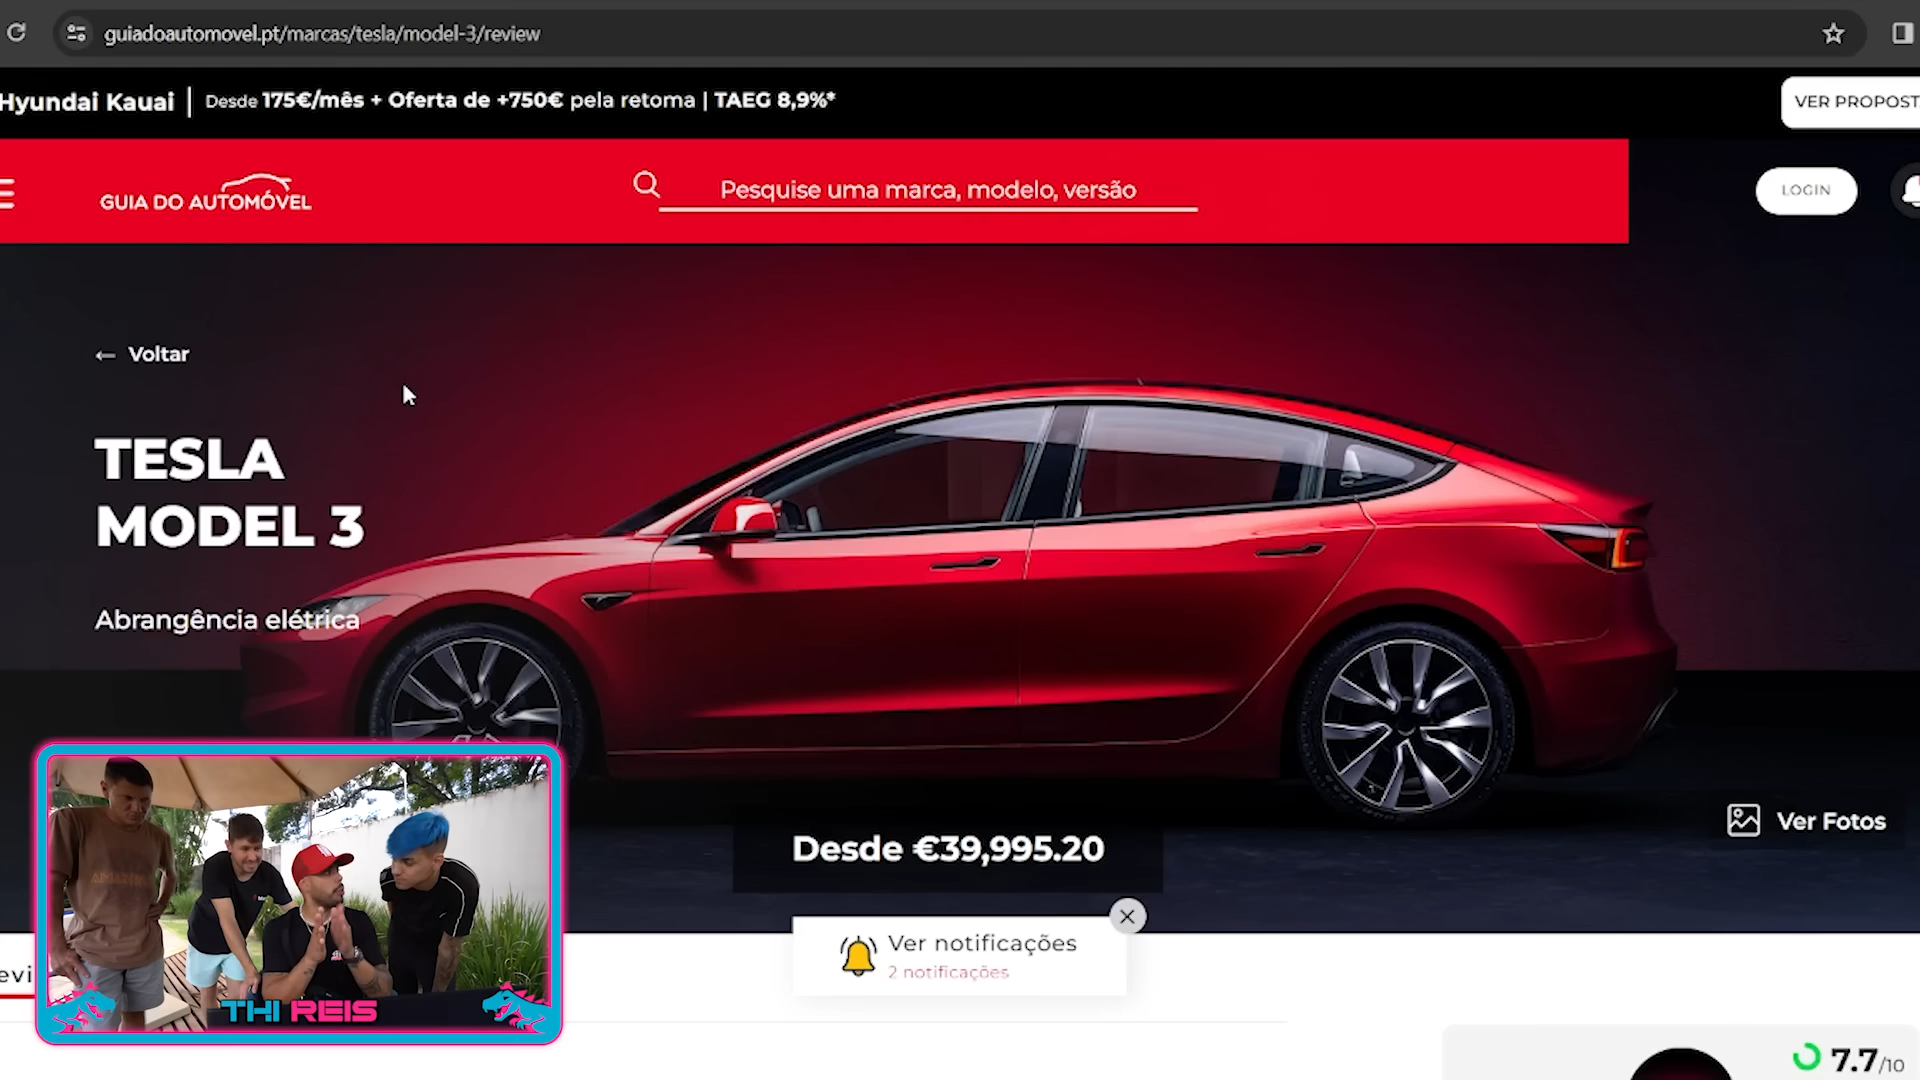 guiadoautomovel.pt/marcas/tesla/model-3/review
Hyundai Kauai | Desde 175€/mês + Oferta de +750€ pela retoma | TAEG 8,9%*
VER PROPOST
GUIA DO AUTOMÓVEL
Pesquise uma marca, modelo, versão
LOGIN
← Voltar
TESLA
MODEL 3
Abrangência elétrica
Desde €39,995.20
Ver Fotos
Ver notificações
2 notificações
evi
THI REIS
7.7/10